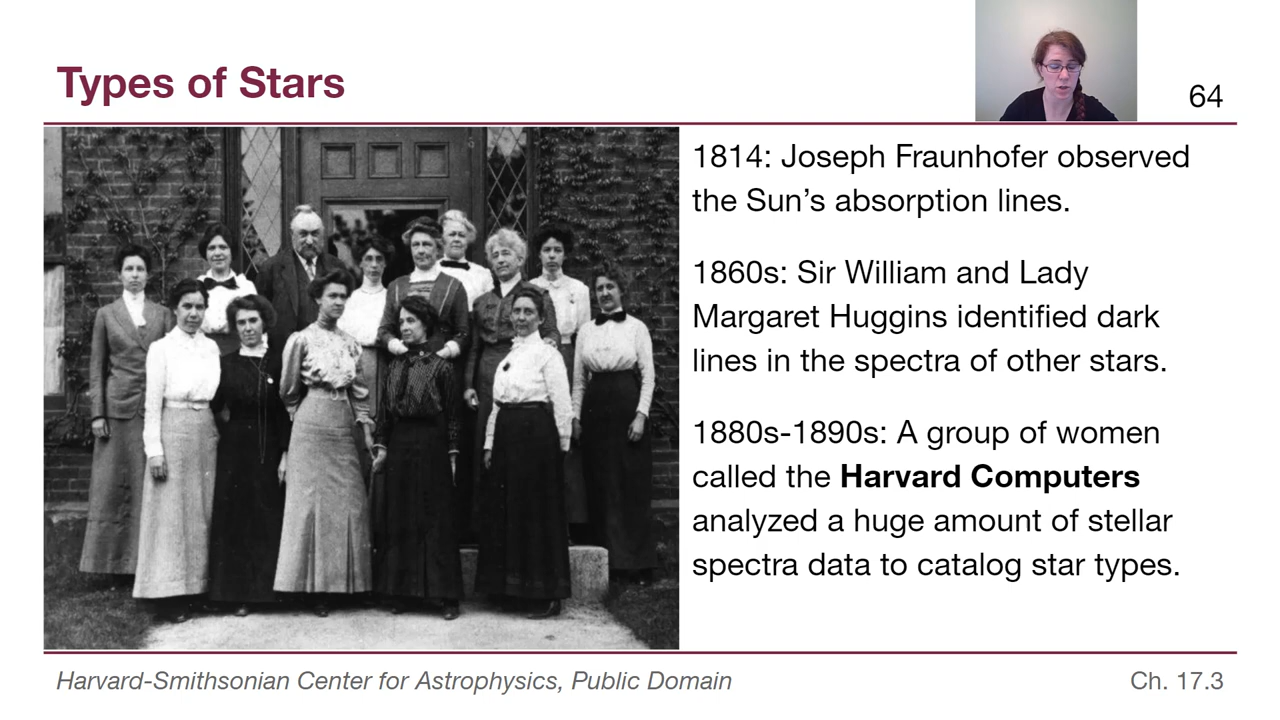 Types of Stars
64
1814: Joseph Fraunhofer observed
the Sun’s absorption lines.
1860s: Sir William and Lady
Margaret Huggins identified dark
lines in the spectra of other stars.
1880s-1890s: A group of women
called the Harvard Computers
analyzed a huge amount of stellar
spectra data to catalog star types.
Harvard-Smithsonian Center for Astrophysics, Public Domain
Ch. 17.3